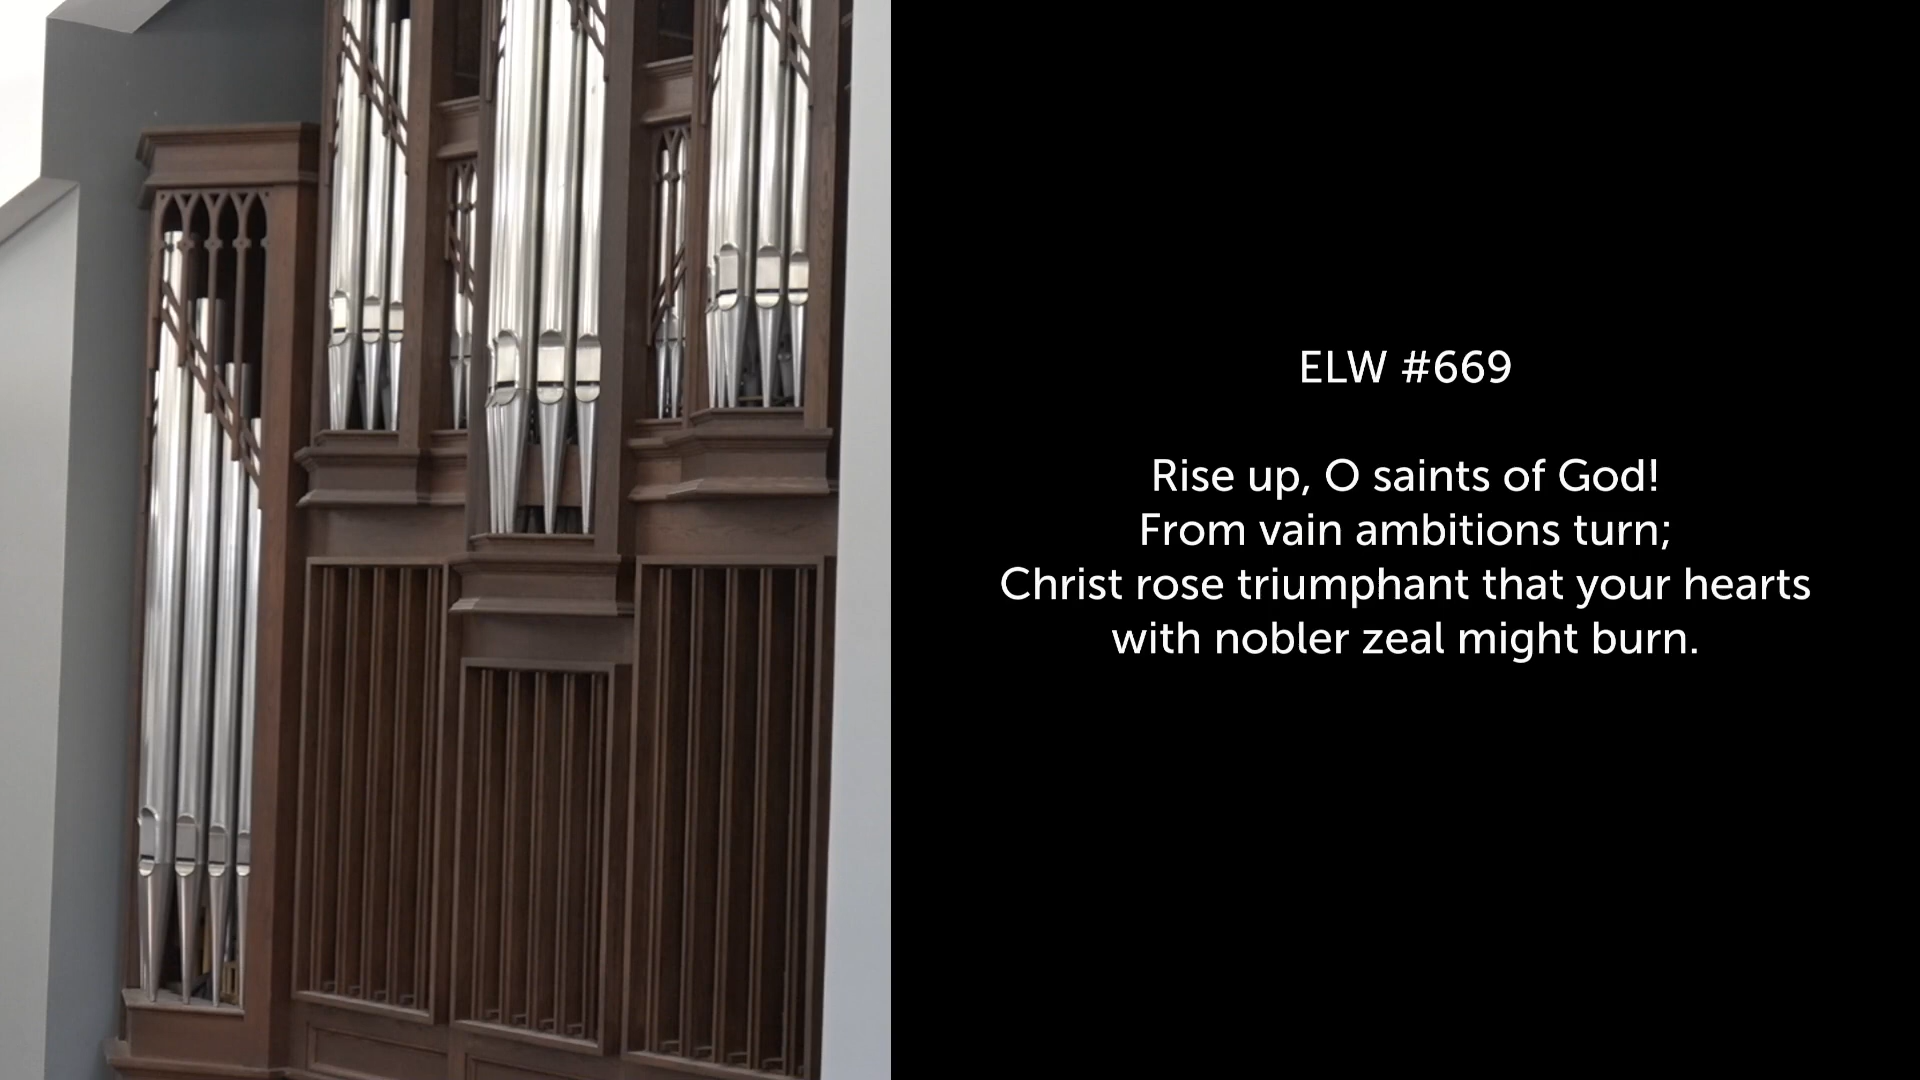 ELW #669
Rise up, O saints of God!
From vain ambitions turn;
Christ rose triumphant that your hearts
with nobler zeal might burn.